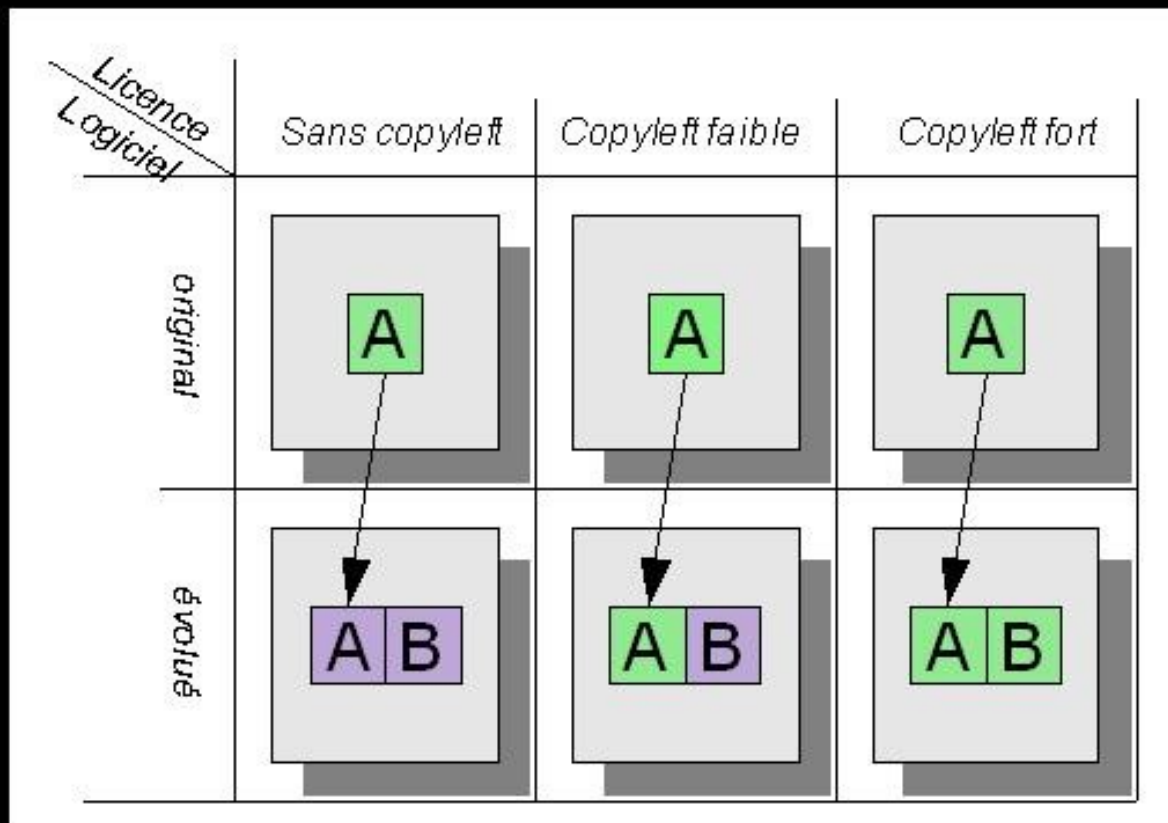 Licence
Logiciel
Sans copyleft
Copyleft faible
Copyleft fort
original
A
A
A
évolué
A B
A B
A B